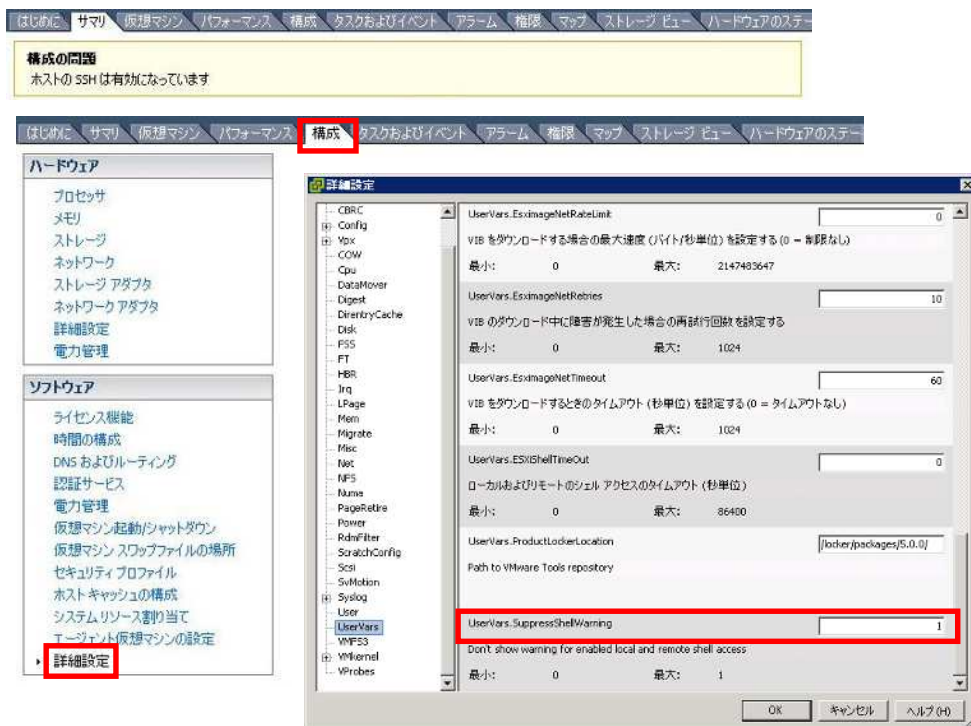 はじめに サマリ 仮想マシン パフォーマンス 構成 タスクおよびイベント アラーム 権限 マップ ストレージ ビュー ハードウェアのステー
構成の問題
ホストの SSH は有効になっています
はじめに サマリ 仮想マシン パフォーマンス 構成 タスクおよびイベント アラーム 権限 マップ ストレージ ビュー ハードウェアのステー
ハードウェア
プロセッサ
メモリ
ストレージ
ネットワーク
ストレージ アダプタ
ネットワーク アダプタ
詳細設定
電力管理
ソフトウェア
ライセンス機能
時間の構成
DNS およびルーティング
認証サービス
電力管理
仮想マシン起動/シャットダウン
仮想マシン スワップファイルの場所
セキュリティ プロファイル
ホスト キャッシュの構成
システム リソース割り当て
エージェント仮想マシンの設定
詳細設定
詳細設定
CBRC
Config
Vpx
COW
Cpu
DataMover
Digest
DirentryCache
Disk
FSS
FT
HBR
Irq
LPage
Mem
Migrate
Misc
Net
NFS
Numa
PageRetire
Power
RdmFilter
ScratchConfig
Scsi
SvMotion
Syslog
User
UserVars
VMFS3
VMkernel
VProbes
UserVars.EsximageNetRateLimit 0
VIB をダウンロードする場合の最大速度 (バイト/秒単位) を設定する (0 = 制限なし)
最小: 0 最大: 2147483647
UserVars.EsximageNetRetries 10
VIB のダウンロード中に障害が発生した場合の再試行回数を設定する
最小: 0 最大: 1024
UserVars.EsximageNetTimeout 60
VIB をダウンロードするときのタイムアウト (秒単位) を設定する (0 = タイムアウトなし)
最小: 0 最大: 1024
UserVars.ESXiShellTimeOut 0
ローカルおよびリモートのシェル アクセスのタイムアウト (秒単位)
最小: 0 最大: 86400
UserVars.ProductLockerLocation /locker/packages/5.0.0/
Path to VMware Tools repository
UserVars.SuppressShellWarning 1
Don't show warning for enabled local and remote shell access
最小: 0 最大: 1
OK キャンセル ヘルプ(H)